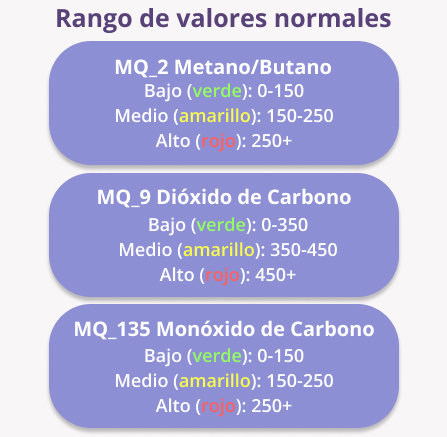 Rango de valores normales
MQ_2 Metano/Butano
Bajo (verde): 0-150
Medio (amarillo): 150-250
Alto (rojo): 250+
MQ_9 Dióxido de Carbono
Bajo (verde): 0-350
Medio (amarillo): 350-450
Alto (rojo): 450+
MQ_135 Monóxido de Carbono
Bajo (verde): 0-150
Medio (amarillo): 150-250
Alto (rojo): 250+